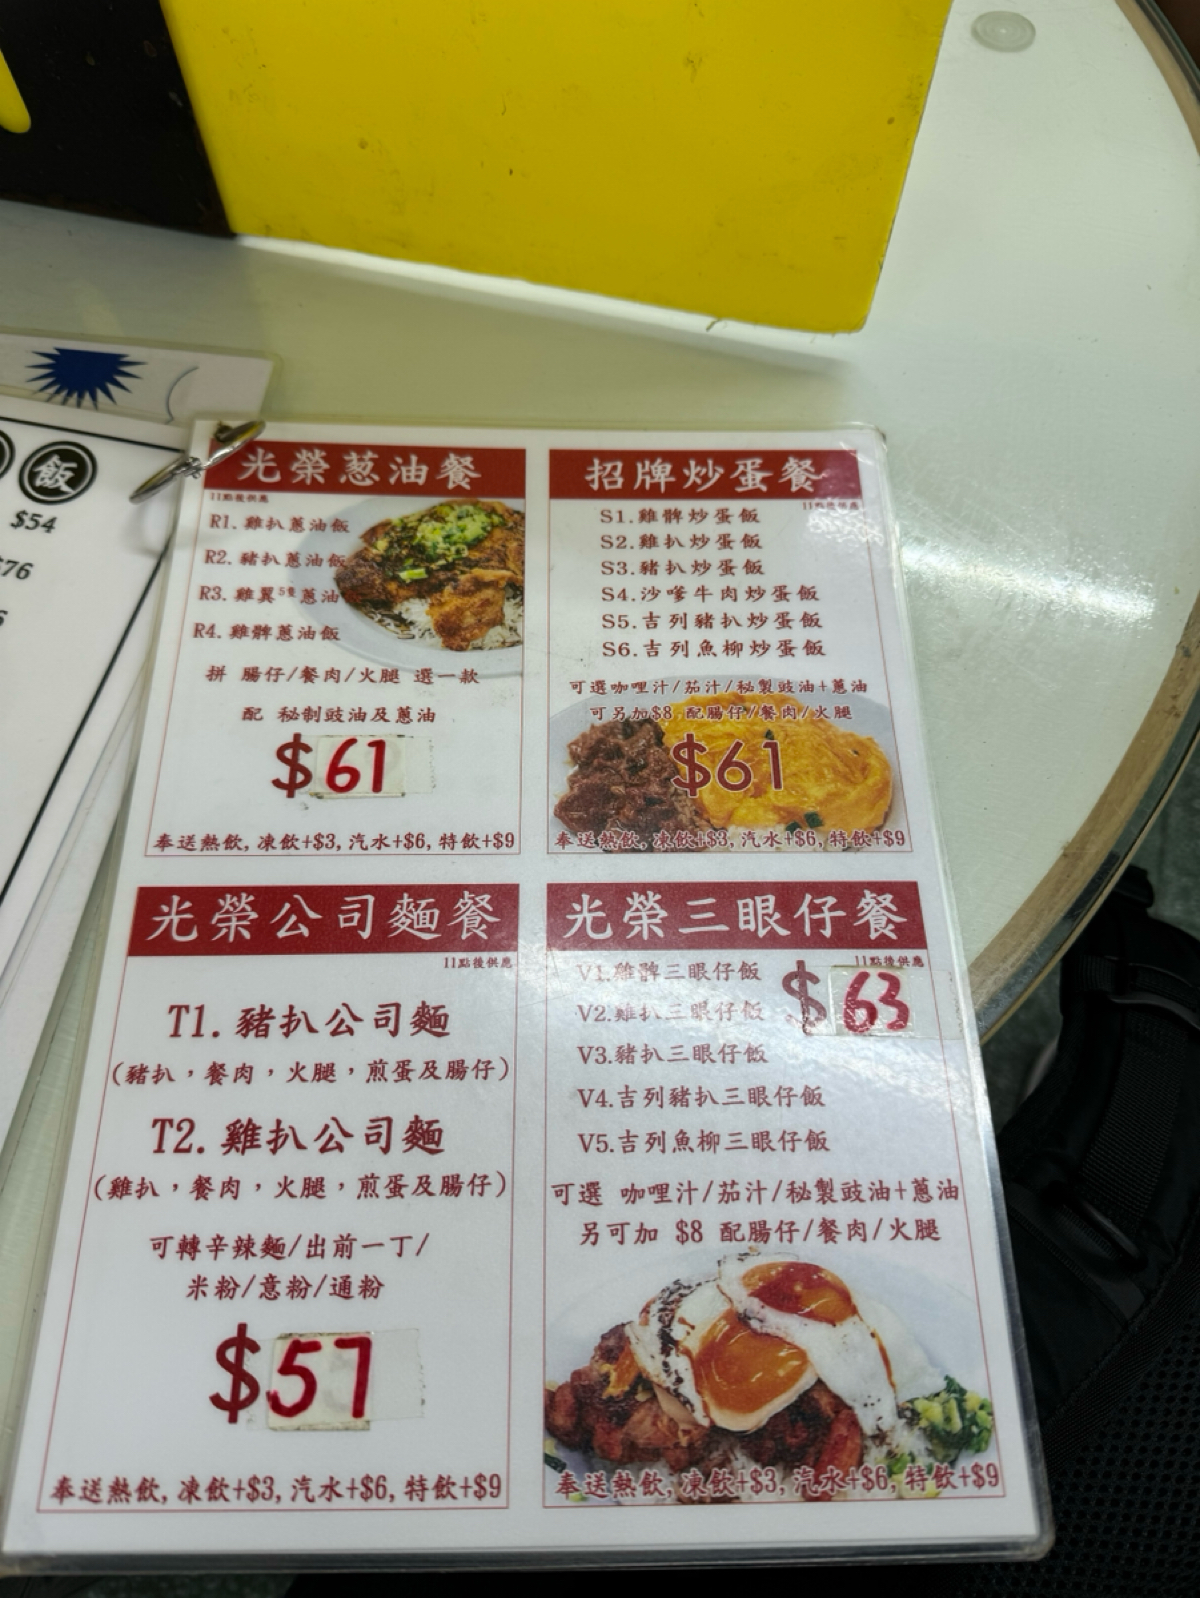 飯
$54
光榮葱油餐
11點後供應
R1. 雞扒蔥油飯
R2. 豬扒蔥油飯
R3. 雞翼5隻蔥油
R4. 雞髀蔥油飯
拼 腸仔/餐肉/火腿 選一款
配 秘制豉油及蔥油
$61
奉送熱飲, 凍飲+$3, 汽水+$6, 特飲+$9
招牌炒蛋餐
11點後供應
S1.雞髀炒蛋飯
S2.雞扒炒蛋飯
S3.豬扒炒蛋飯
S4.沙嗲牛肉炒蛋飯
S5.吉列豬扒炒蛋飯
S6.吉列魚柳炒蛋飯
可選咖哩汁/茄汁/秘製豉油+蔥油
可另加$8 配腸仔/餐肉/火腿
$61
奉送熱飲, 凍飲+$3, 汽水+$6, 特飲+$9
光榮公司麵餐
11點後供應
T1. 豬扒公司麵
(豬扒，餐肉，火腿，煎蛋及腸仔)
T2. 雞扒公司麵
(雞扒，餐肉，火腿，煎蛋及腸仔)
可轉辛辣麵/出前一丁/
米粉/意粉/通粉
$57
奉送熱飲, 凍飲+$3, 汽水+$6, 特飲+$9
光榮三眼仔餐
11點後供應
V1.雞髀三眼仔飯
$63
V2.雞扒三眼仔飯
V3.豬扒三眼仔飯
V4.吉列豬扒三眼仔飯
V5.吉列魚柳三眼仔飯
可選 咖哩汁/茄汁/秘製豉油+蔥油
另可加 $8 配腸仔/餐肉/火腿
奉送熱飲, 凍飲+$3, 汽水+$6, 特飲+$9